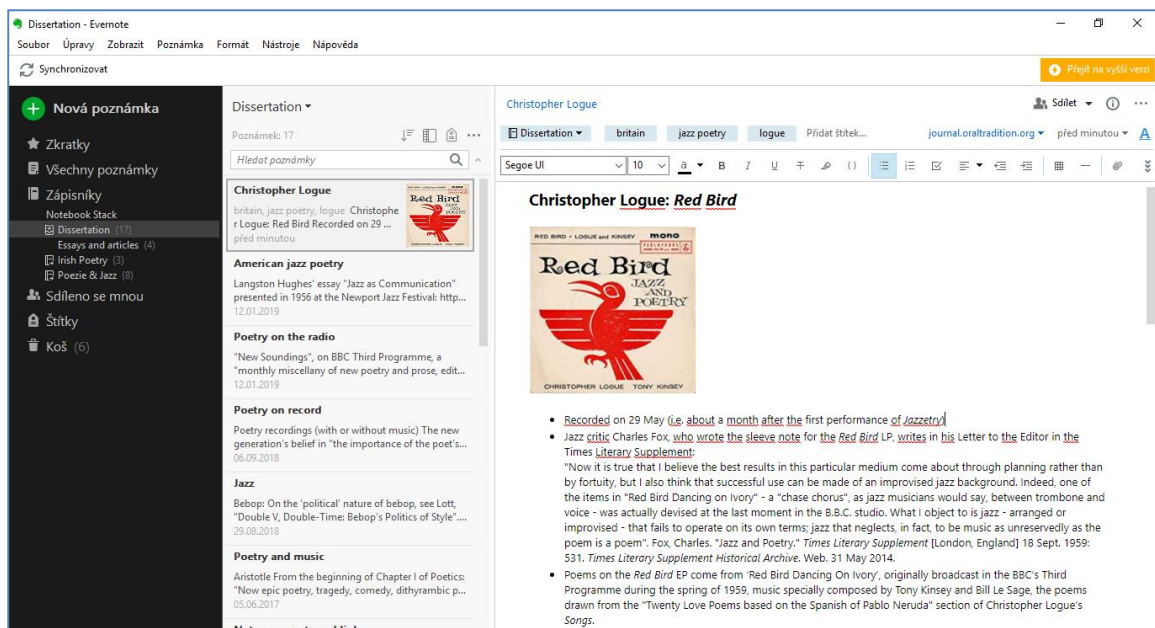 Dissertation - Evernote
Soubor Úpravy Zobrazit Poznámka Formát Nástroje Nápověda
Synchronizovat
Přejít na vyšší verzi
Nová poznámka
Zkratky
Všechny poznámky
Zápisníky
Notebook Stack
Dissertation (17)
Essays and articles (4)
Irish Poetry (3)
Poezie & Jazz (8)
Sdíleno se mnou
Štítky
Koš (6)
Dissertation
Poznámek: 17
Hledat poznámky
Christopher Logue
britain, jazz poetry, logue Christophe
r Logue: Red Bird Recorded on 29 ...
před minutou
mono
Red Bird
JAZZ
AND
POETRY
American jazz poetry
Langston Hughes' essay "Jazz as Communication"
presented in 1956 at the Newport Jazz Festival: http...
12.01.2019
Poetry on the radio
"New Soundings", on BBC Third Programme, a
"monthly miscellany of new poetry and prose, edit...
12.01.2019
Poetry on record
Poetry recordings (with or without music) The new
generation's belief in "the importance of the poet's...
06.09.2018
Jazz
Bebop: On the 'political' nature of bebop, see Lott,
"Double V, Double-Time: Bebop's Politics of Style"....
29.08.2018
Poetry and music
Aristotle From the beginning of Chapter I of Poetics:
"Now epic poetry, tragedy, comedy, dithyrambic p...
05.06.2017
Christopher Logue
Sdílet
Dissertation britain jazz poetry logue Přidat štítek... journal.oraltradition.org před minutou
Segoe UI 10 a B I U T
Christopher Logue: Red Bird
RED BIRD • LOGUE and KINSEY mono
PARLOPHONE
Red Bird
JAZZ
AND
POETRY
CHRISTOPHER LOGUE TONY KINSEY
• Recorded on 29 May (i.e. about a month after the first performance of Jazzetry)
• Jazz critic Charles Fox, who wrote the sleeve note for the Red Bird LP, writes in his Letter to the Editor in the
Times Literary Supplement:
"Now it is true that I believe the best results in this particular medium come about through planning rather than
by fortuity, but I also think that successful use can be made of an improvised jazz background. Indeed, one of
the items in "Red Bird Dancing on Ivory" - a "chase chorus", as jazz musicians would say, between trombone and
voice - was actually devised at the last moment in the B.B.C. studio. What I object to is jazz - arranged or
improvised - that fails to operate on its own terms; jazz that neglects, in fact, to be music as unreservedly as the
poem is a poem". Fox, Charles. "Jazz and Poetry." Times Literary Supplement [London, England] 18 Sept. 1959:
531. Times Literary Supplement Historical Archive. Web. 31 May 2014.
• Poems on the Red Bird EP come from 'Red Bird Dancing On Ivory', originally broadcast in the BBC's Third
Programme during the spring of 1959, music specially composed by Tony Kinsey and Bill Le Sage, the poems
drawn from the "Twenty Love Poems based on the Spanish of Pablo Neruda" section of Christopher Logue's
Songs.